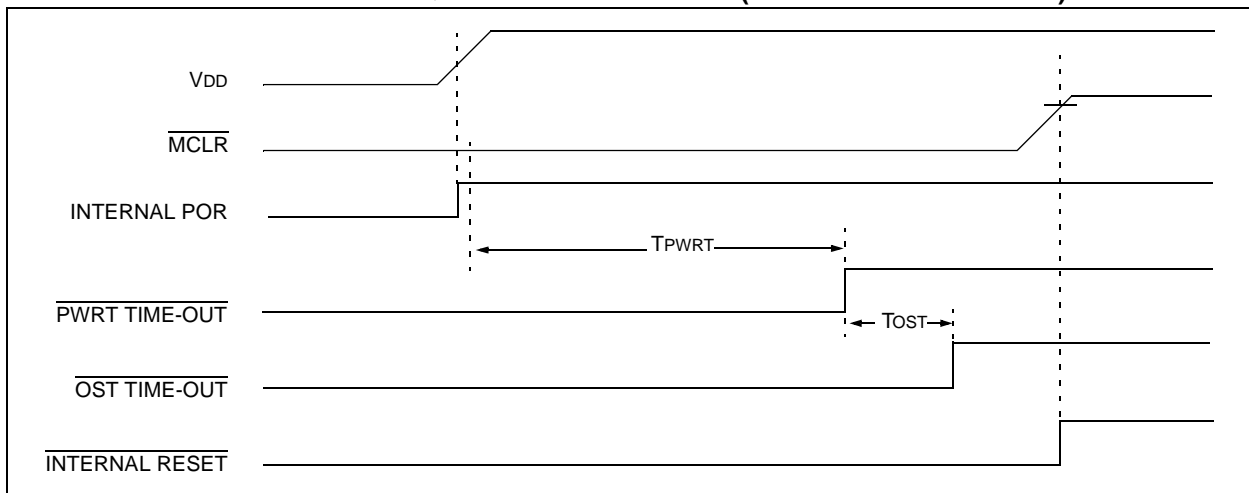 VDD
MCLR
INTERNAL POR
TPWRT
PWRT TIME-OUT
TOST
OST TIME-OUT
INTERNAL RESET